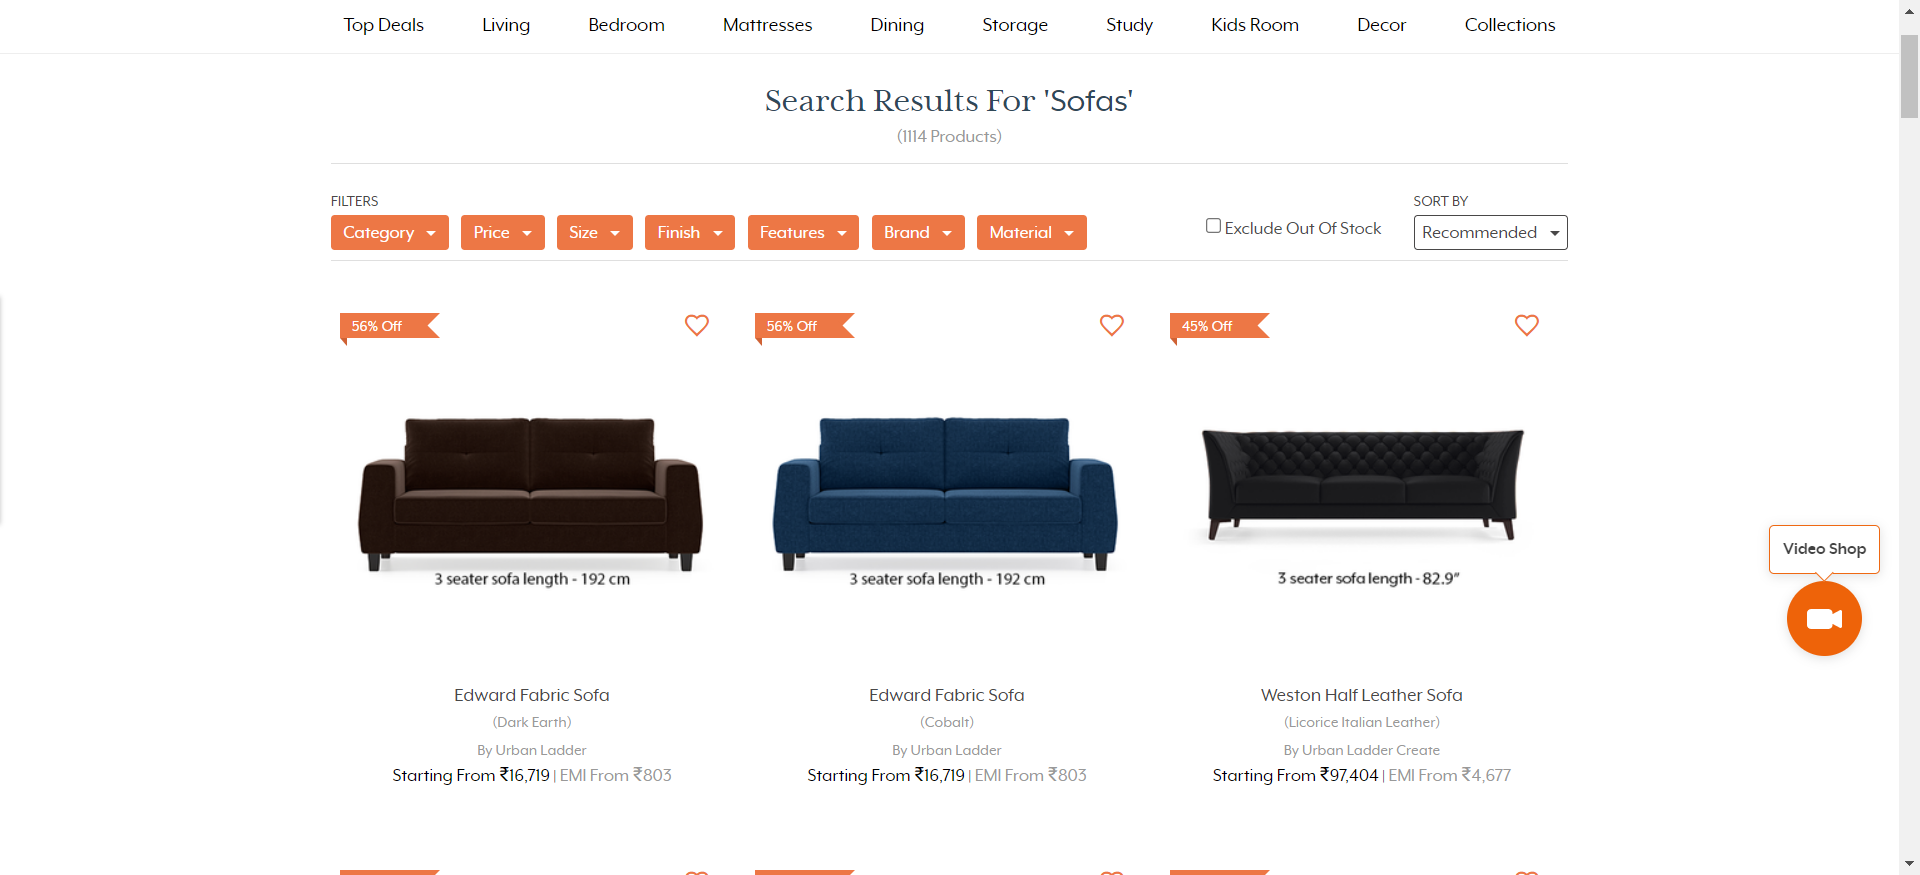 Top Deals Living Bedroom Mattresses Dining Storage Study Kids Room Decor Collections
Search Results For 'Sofas'
(1114 Products)
FILTERS SORT BY
Category Price Size Finish Features Brand Material Exclude Out Of Stock Recommended
56% Off 56% Off 45% Off
3 seater sofa length - 192 cm 3 seater sofa length - 192 cm 3 seater sofa length - 82.9"
Video Shop
Edward Fabric Sofa Edward Fabric Sofa Weston Half Leather Sofa
(Dark Earth) (Cobalt) (Licorice Italian Leather)
By Urban Ladder By Urban Ladder By Urban Ladder Create
Starting From ₹16,719 | EMI From ₹803 Starting From ₹16,719 | EMI From ₹803 Starting From ₹97,404 | EMI From ₹4,677